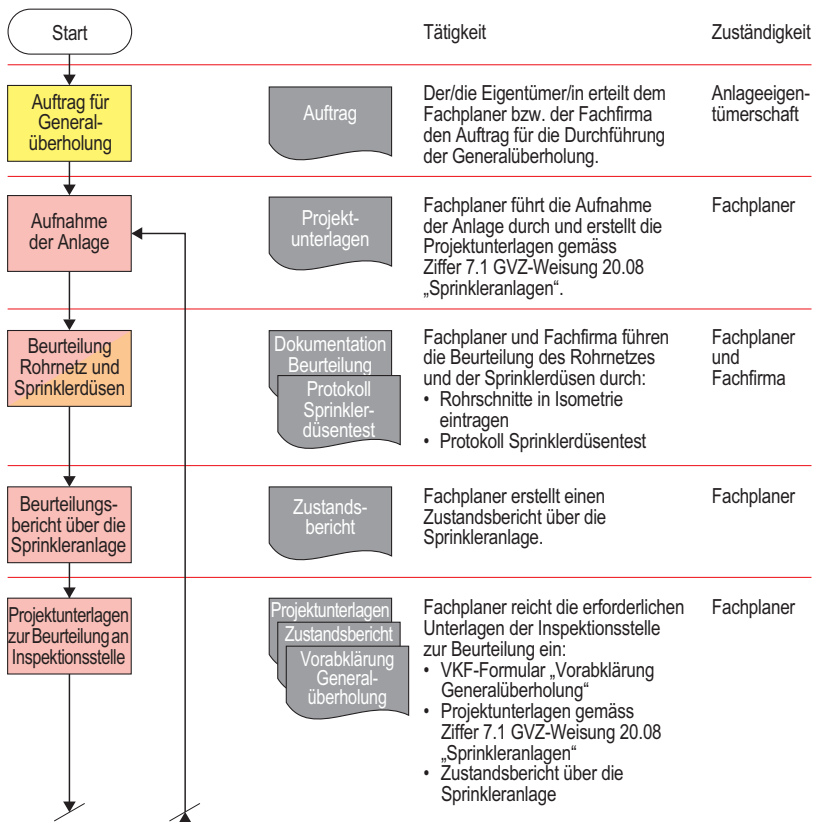 Start
Tätigkeit
Zuständigkeit
Auftrag für
General-
überholung
Auftrag
Der/die Eigentümer/in erteilt dem
Fachplaner bzw. der Fachfirma
den Auftrag für die Durchführung
der Generalüberholung.
Anlageeigen-
tümerschaft
Aufnahme
der Anlage
Projekt-
unterlagen
Fachplaner führt die Aufnahme
der Anlage durch und erstellt die
Projektunterlagen gemäss
Ziffer 7.1 GVZ-Weisung 20.08
„Sprinkleranlagen“.
Fachplaner
Beurteilung
Rohrnetz und
Sprinklerdüsen
Dokumentation
Beurteilung
Protokoll
Sprinkler-
düsentest
Fachplaner und Fachfirma führen
die Beurteilung des Rohrnetzes
und der Sprinklerdüsen durch:
• Rohrschnitte in Isometrie
eintragen
• Protokoll Sprinklerdüsentest
Fachplaner
und
Fachfirma
Beurteilungs-
bericht über die
Sprinkleranlage
Zustands-
bericht
Fachplaner erstellt einen
Zustandsbericht über die
Sprinkleranlage.
Fachplaner
Projektunterlagen
zur Beurteilung an
Inspektionsstelle
Projektunterlagen
Zustandsbericht
Vorabklärung
General-
überholung
Fachplaner reicht die erforderlichen
Unterlagen der Inspektionsstelle
zur Beurteilung ein:
• VKF-Formular „Vorabklärung
Generalüberholung“
• Projektunterlagen gemäss
Ziffer 7.1 GVZ-Weisung 20.08
„Sprinkleranlagen“
• Zustandsbericht über die
Sprinkleranlage
Fachplaner